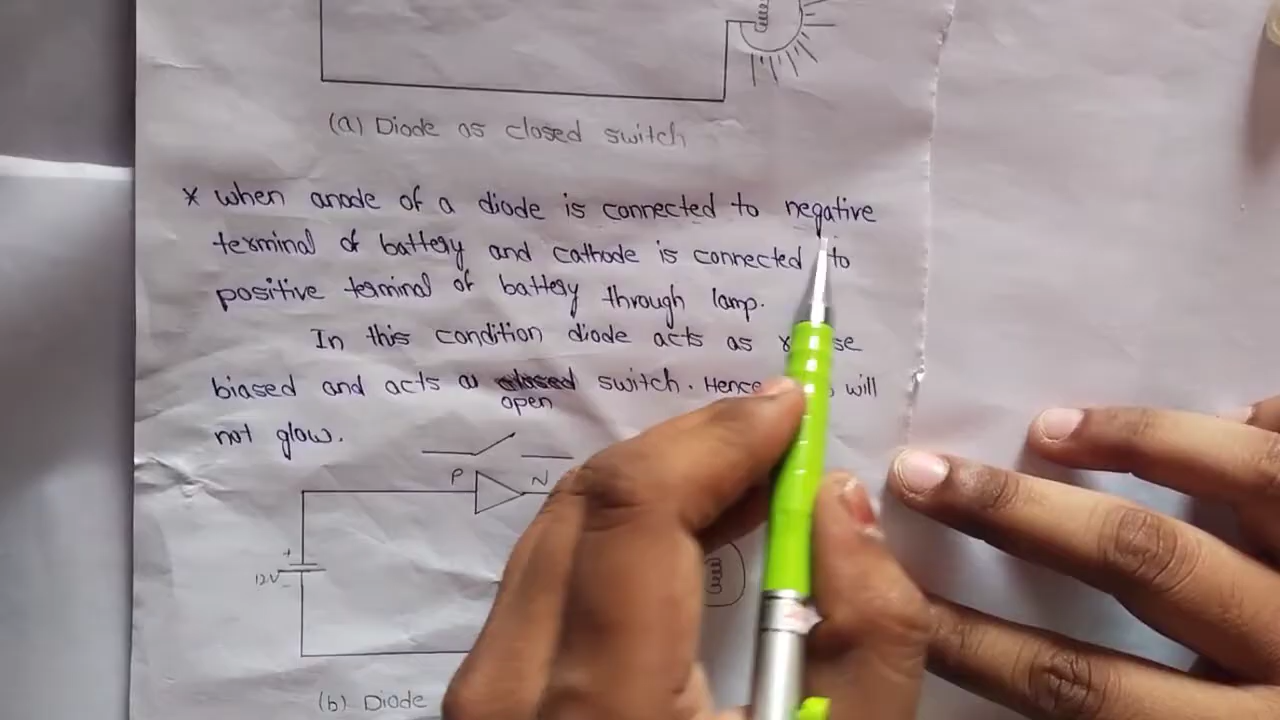 (a) Diode as closed switch
* when anode of a diode is connected to negative
terminal of battery and cathode is connected to
positive terminal of battery through lamp.
In this condition diode acts as
biased and acts as open switch. Hence will
not glow.
P N
+
12V
-
(b) Diode